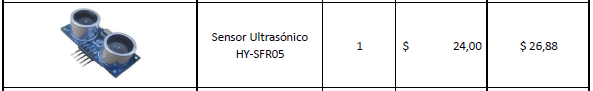 Sensor Ultrasónico
HY-SFR05
1
$ 24,00
$ 26,88